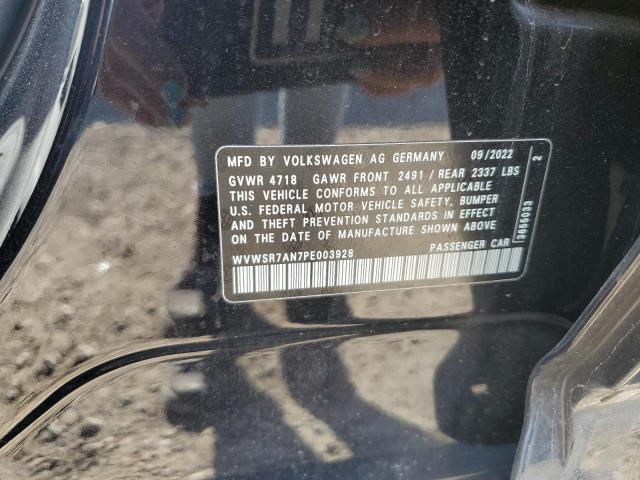 MFD BY VOLKSWAGEN AG GERMANY 09/2022
GVWR 4718 GAWR FRONT 2491 / REAR 2337 LBS
THIS VEHICLE CONFORMS TO ALL APPLICABLE
U.S. FEDERAL MOTOR VEHICLE SAFETY, BUMPER
AND THEFT PREVENTION STANDARDS IN EFFECT
ON THE DATE OF MANUFACTURE SHOWN ABOVE
WVWSR7AN7PE003928 PASSENGER CAR
3655033 2